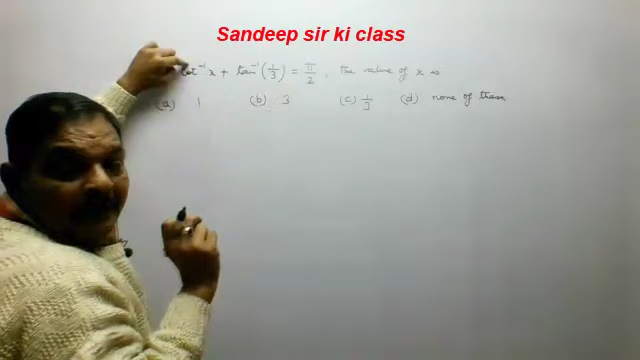 Sandeep sir ki class
cot⁻¹ x + tan⁻¹ (1/3) = π/2 , The value of x is
(a) 1 (b) 3 (c) 1/3 (d) none of these